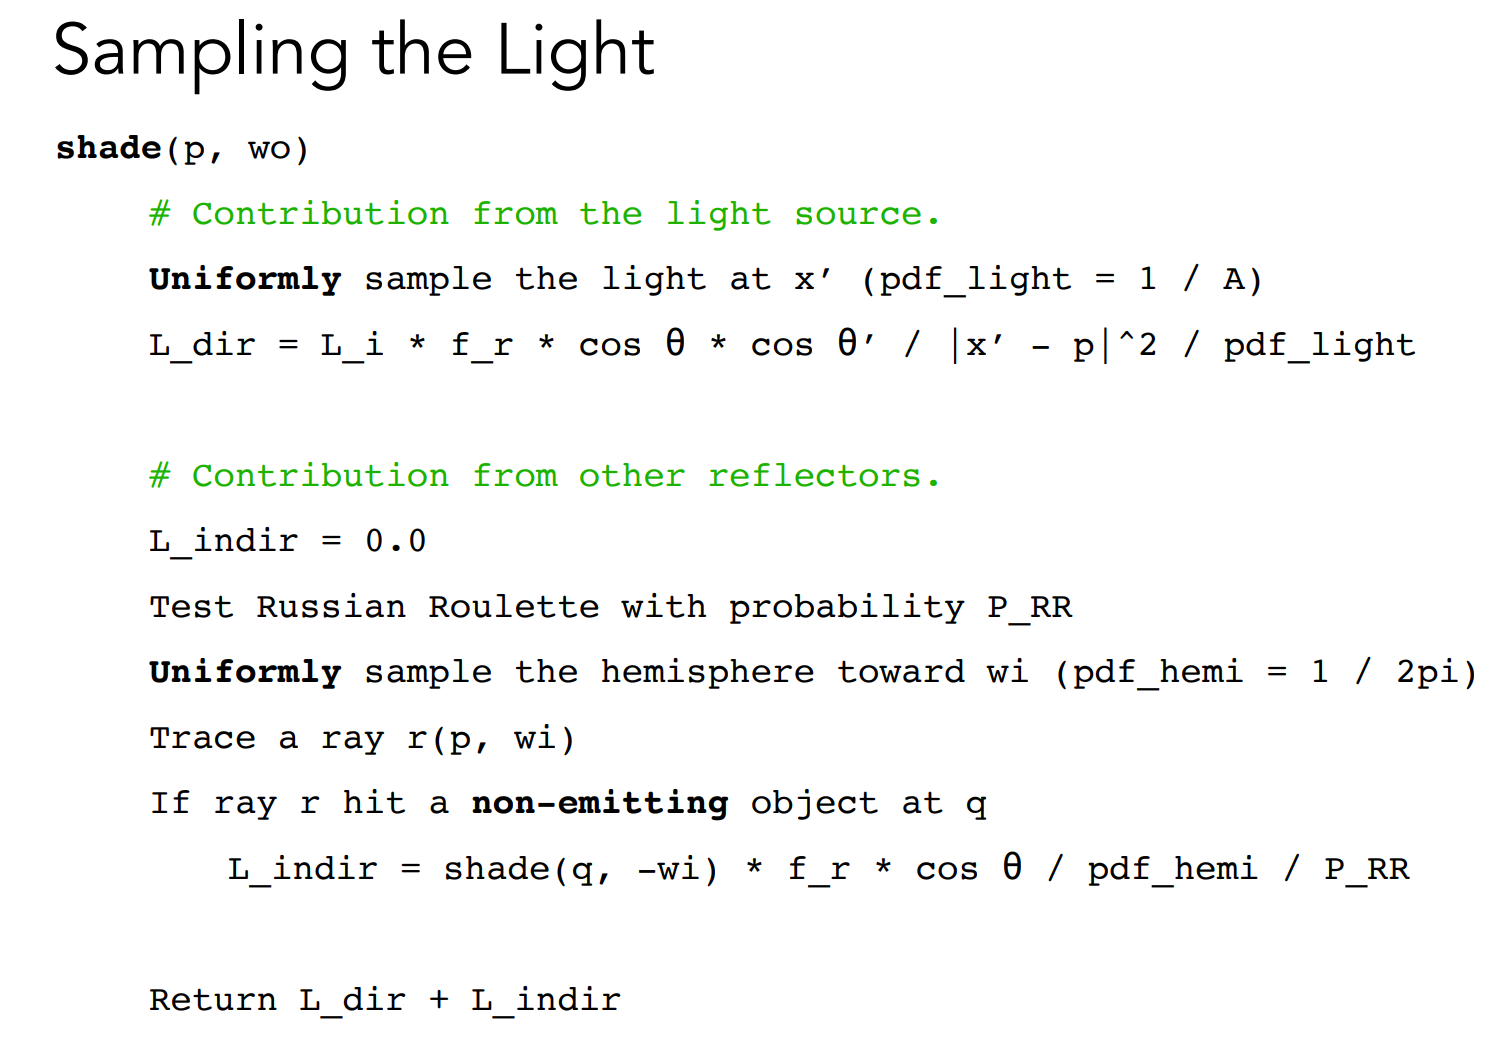 Sampling the Light
shade(p, wo)
# Contribution from the light source.
Uniformly sample the light at x’ (pdf_light = 1 / A)
L_dir = L_i * f_r * cos θ * cos θ’ / |x’ - p|^2 / pdf_light
# Contribution from other reflectors.
L_indir = 0.0
Test Russian Roulette with probability P_RR
Uniformly sample the hemisphere toward wi (pdf_hemi = 1 / 2pi)
Trace a ray r(p, wi)
If ray r hit a non-emitting object at q
L_indir = shade(q, -wi) * f_r * cos θ / pdf_hemi / P_RR
Return L_dir + L_indir